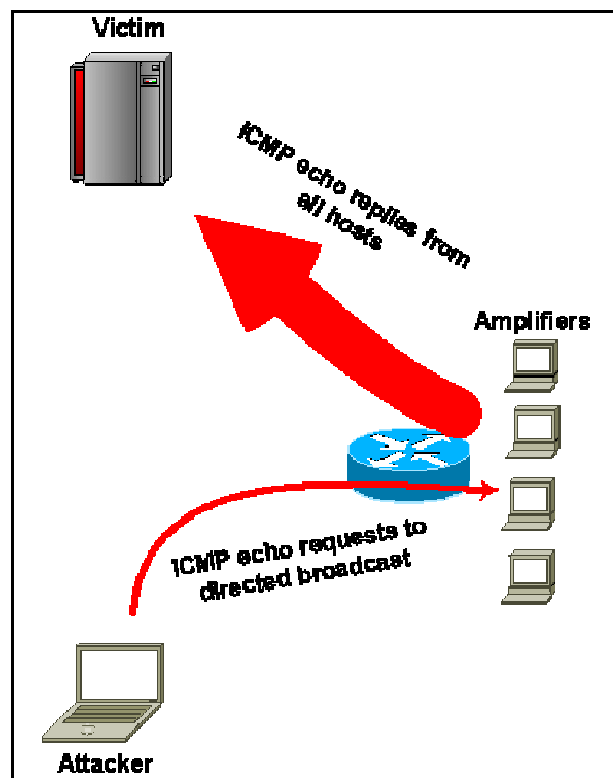 Victim
ICMP echo replies from
all hosts
Amplifiers
ICMP echo requests to
directed broadcast
Attacker